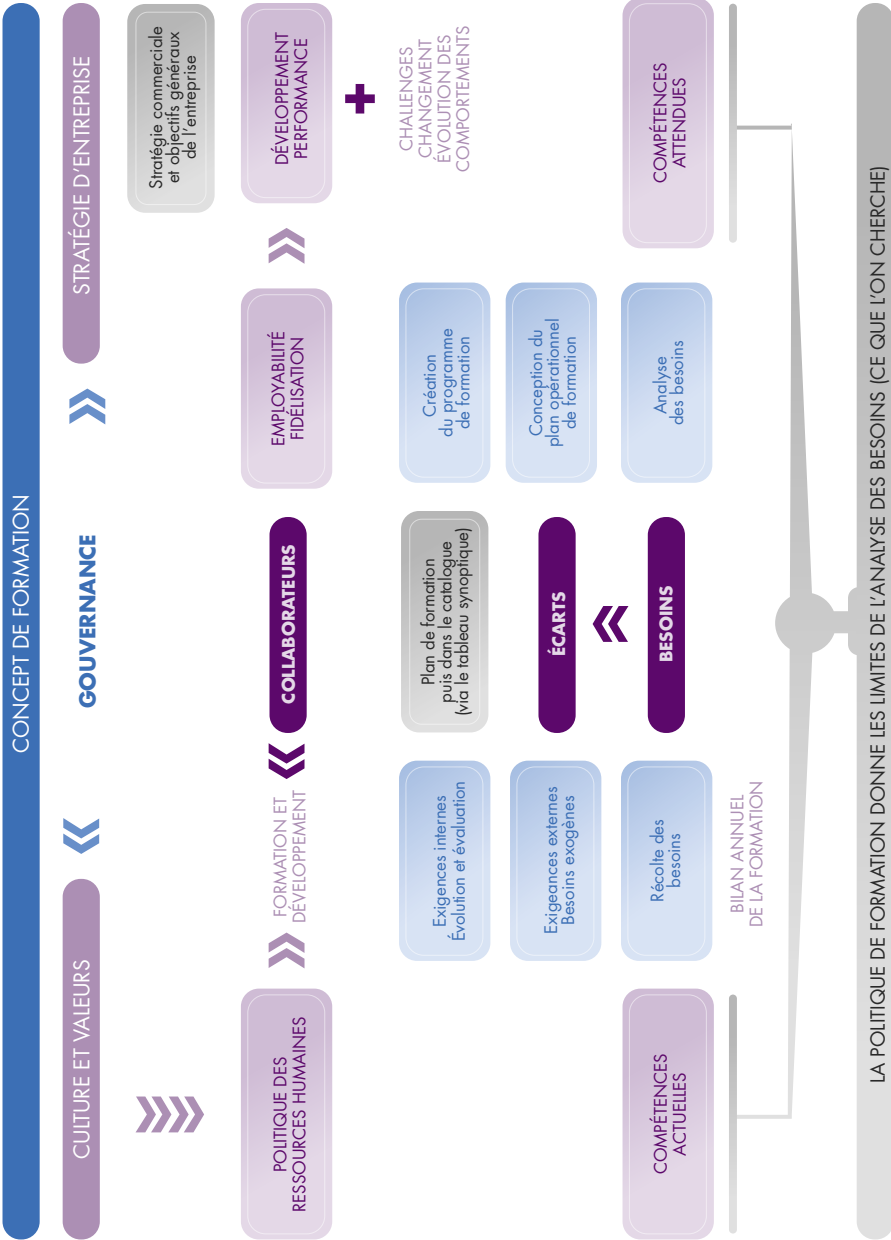 CONCEPT DE FORMATION
CULTURE ET VALEURS
GOUVERNANCE
STRATÉGIE D'ENTREPRISE
Stratégie commerciale
et objectifs généraux
de l'entreprise
POLITIQUE DES
RESSOURCES HUMAINES
FORMATION ET
DÉVELOPPEMENT
COLLABORATEURS
EMPLOYABILITÉ
FIDÉLISATION
DÉVELOPPEMENT
PERFORMANCE
CHALLENGES
CHANGEMENT
ÉVOLUTION DES
COMPORTEMENTS
Exigences internes
Évolution et évaluation
Plan de formation
puis dans le catalogue
(via le tableau synoptique)
Création
du programme
de formation
Exigeances externes
Besoins exogènes
ÉCARTS
Conception du
plan opérationnel
de formation
COMPÉTENCES
ACTUELLES
Récolte des
besoins
BESOINS
Analyse
des besoins
COMPÉTENCES
ATTENDUES
BILAN ANNUEL
DE LA FORMATION
LA POLITIQUE DE FORMATION DONNE LES LIMITES DE L'ANALYSE DES BESOINS (CE QUE L'ON CHERCHE)